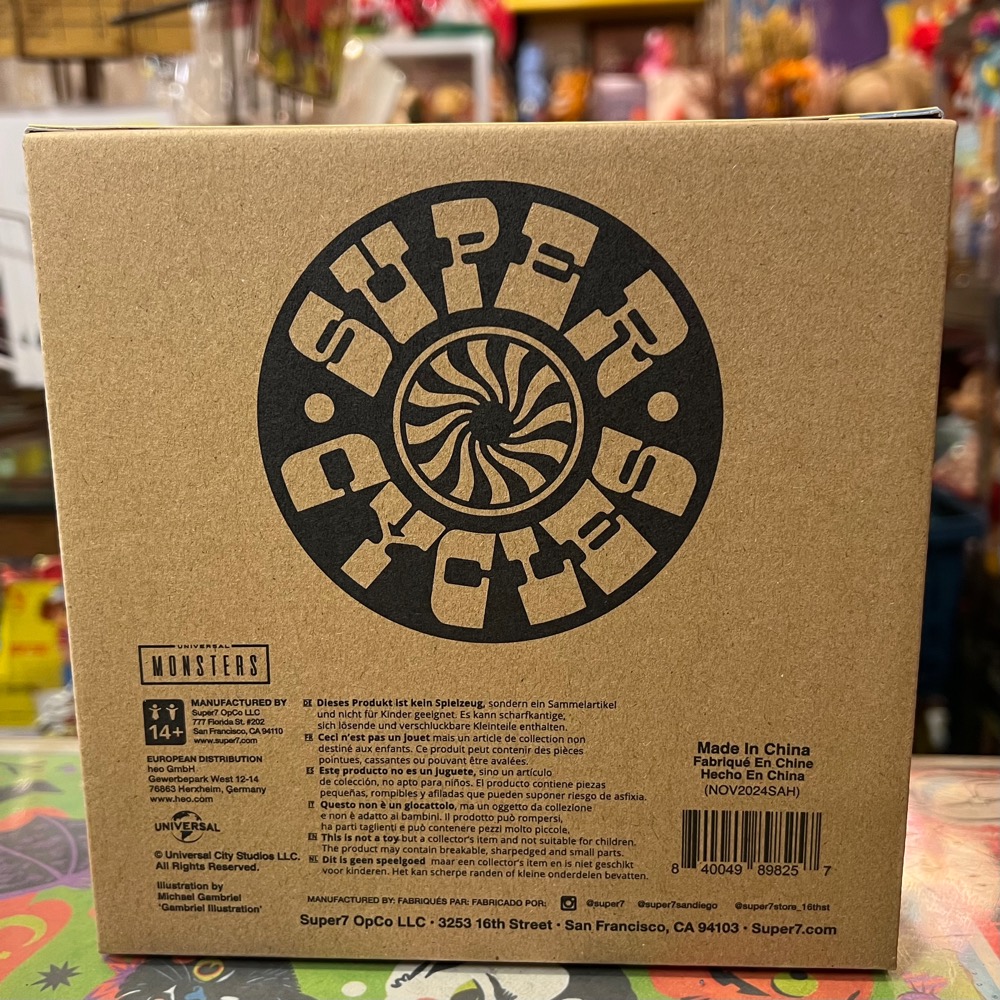 SUPER
CYCLES
UNIVERSAL
MONSTERS
14+
MANUFACTURED BY
Super7 OpCo LLC
777 Florida St. #202
San Francisco, CA 94110
www.super7.com
EUROPEAN DISTRIBUTION
heo GmbH
Gewerbepark West 12-14
76863 Herxheim, Germany
www.heo.com
UNIVERSAL
© Universal City Studios LLC.
All Rights Reserved.
Illustration by
Michael Gambriel
'Gambriel Illustration'
Dieses Produkt ist kein Spielzeug, sondern ein Sammelartikel
und nicht für Kinder geeignet. Es kann scharfkantige,
sich lösende und verschluckbare Kleinteile enthalten.
FR Ceci n'est pas un jouet mais un article de collection non
destiné aux enfants. Ce produit peut contenir des pièces
pointues, cassantes ou pouvant être avalées.
ES Este producto no es un juguete, sino un artículo
de colección, no apto para niños. El producto contiene piezas
pequeñas, rompibles y afiladas que pueden suponer riesgo de asfixia.
IT Questo non è un giocattolo, ma un oggetto da collezione
e non è adatto ai bambini. Il prodotto può rompersi,
ha parti taglienti e può contenere pezzi molto piccole.
EN This is not a toy but a collector's item and not suitable for children.
The product may contain breakable, sharpedged and small parts.
NL Dit is geen speelgoed maar een collector's item en is niet geschikt
voor kinderen. Het kan scherpe randen of kleine onderdelen bevatten.
Made In China
Fabriqué En Chine
Hecho En China
(NOV2024SAH)
8 40049 89825 7
MANUFACTURED BY: FABRIQUÉS PAR: FABRICADO POR: @super7 @super7sandiego @super7store_16thst
Super7 OpCo LLC • 3253 16th Street • San Francisco, CA 94103 • Super7.com